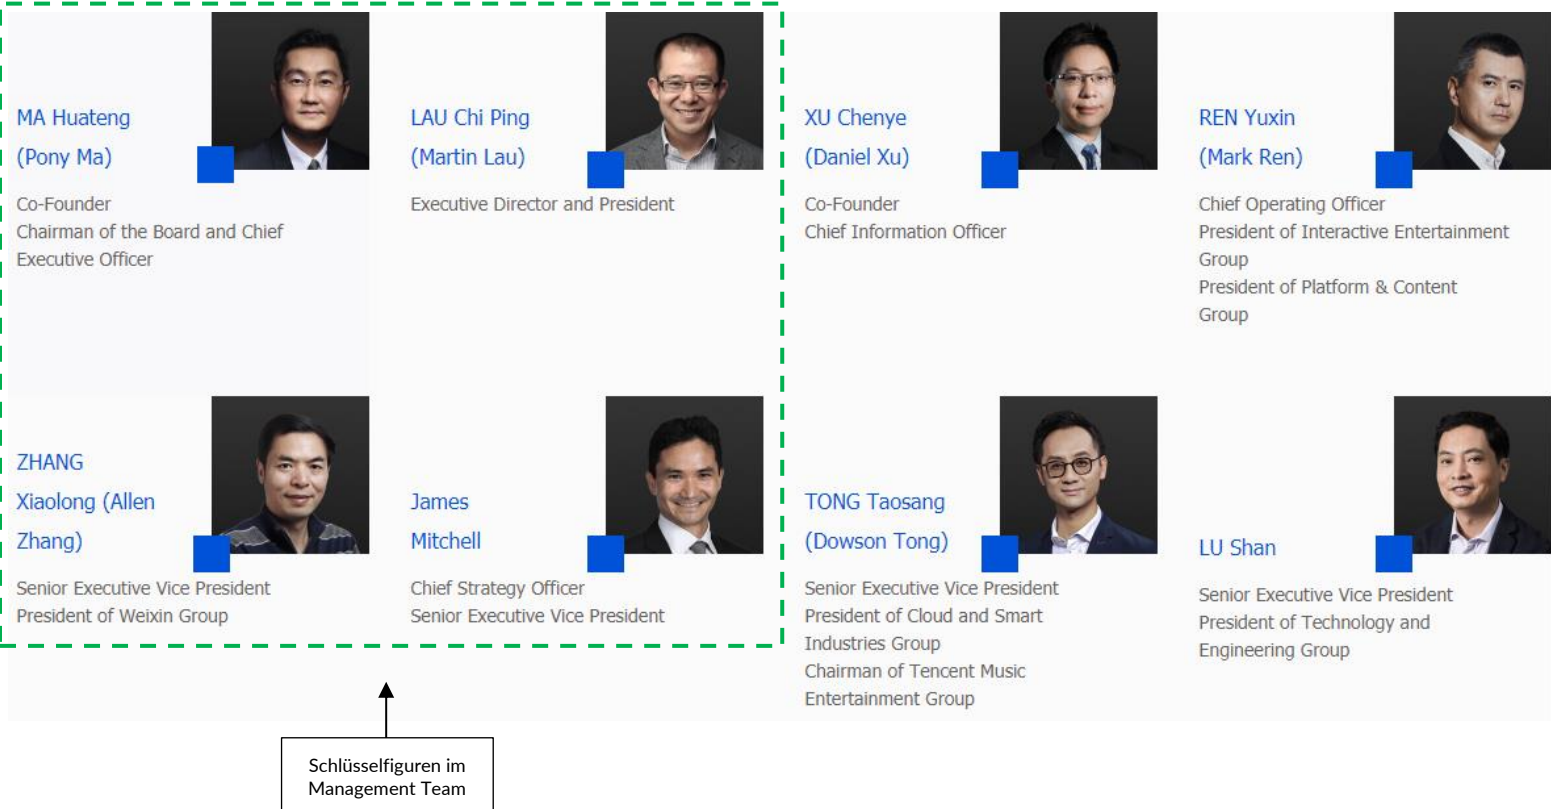 MA Huateng
(Pony Ma)
Co-Founder
Chairman of the Board and Chief
Executive Officer
LAU Chi Ping
(Martin Lau)
Executive Director and President
XU Chenye
(Daniel Xu)
Co-Founder
Chief Information Officer
REN Yuxin
(Mark Ren)
Chief Operating Officer
President of Interactive Entertainment
Group
President of Platform & Content
Group
ZHANG
Xiaolong (Allen
Zhang)
Senior Executive Vice President
President of Weixin Group
James
Mitchell
Chief Strategy Officer
Senior Executive Vice President
TONG Taosang
(Dowson Tong)
Senior Executive Vice President
President of Cloud and Smart
Industries Group
Chairman of Tencent Music
Entertainment Group
LU Shan
Senior Executive Vice President
President of Technology and
Engineering Group
Schlüsselfiguren im
Management Team